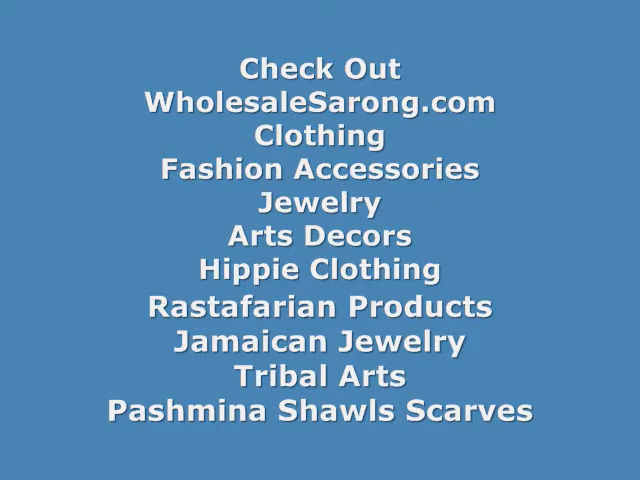 Check Out
WholesaleSarong.com
Clothing
Fashion Accessories
Jewelry
Arts Decors
Hippie Clothing
Rastafarian Products
Jamaican Jewelry
Tribal Arts
Pashmina Shawls Scarves